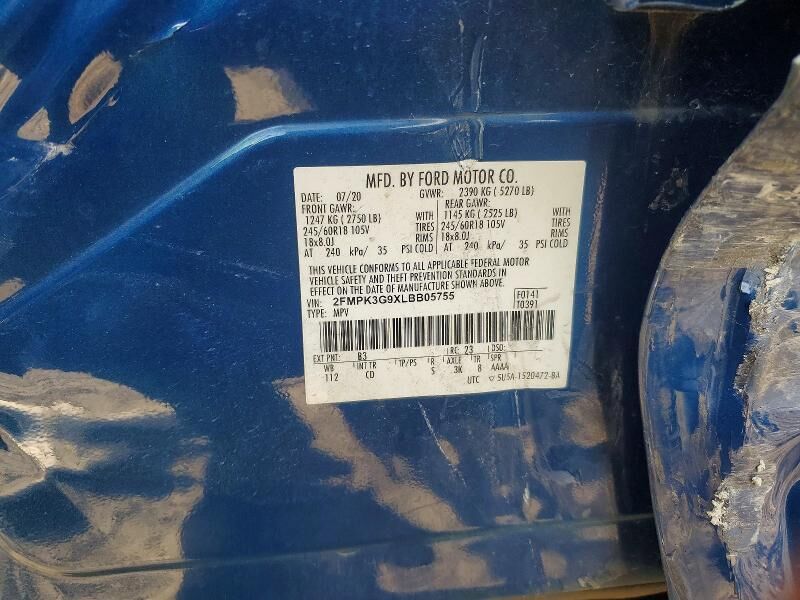 MFD. BY FORD MOTOR CO.
DATE: 07/20 GVWR: 2390 KG ( 5270 LB)
FRONT GAWR: REAR GAWR:
1247 KG ( 2750 LB) WITH 1145 KG ( 2525 LB) WITH
245/60R18 105V TIRES 245/60R18 105V TIRES
18x8.0J RIMS 18x8.0J RIMS
AT 240 kPa/ 35 PSI COLD AT 240 kPa/ 35 PSI COLD
THIS VEHICLE CONFORMS TO ALL APPLICABLE FEDERAL MOTOR
VEHICLE SAFETY AND THEFT PREVENTION STANDARDS IN
EFFECT ON THE DATE OF MANUFACTURE SHOWN ABOVE.
VIN: 2FMPK3G9XLBB05755 F0141
TYPE: MPV T0391
EXT PNT: B3 RC: 23 DSO:
WB INT TR TP/PS R AXLE TR SPR
112 CD S .3K 8 AAAA
UTC 5U5A-1520472-BA